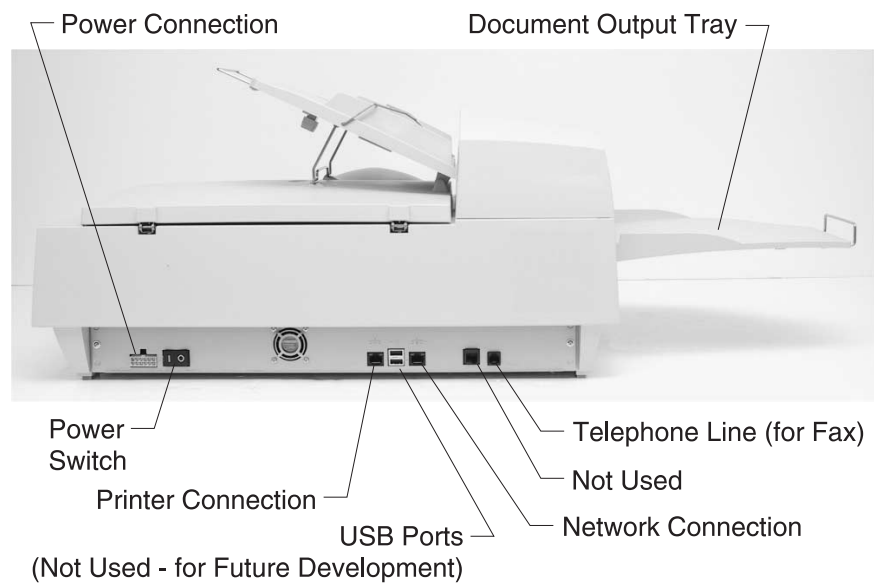 Power Connection
Document Output Tray
I O
Power
Switch
Telephone Line (for Fax)
Printer Connection
Not Used
USB Ports
Network Connection
(Not Used - for Future Development)